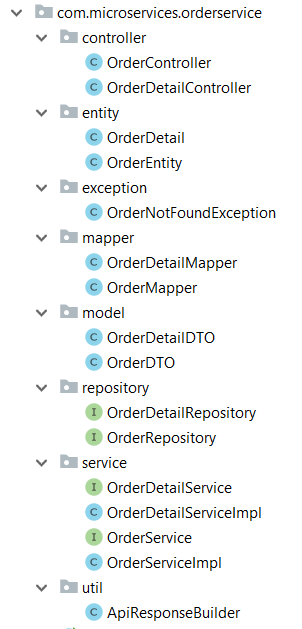 com.microservices.orderservice
controller
C OrderController
C OrderDetailController
entity
C OrderDetail
C OrderEntity
exception
C OrderNotFoundException
mapper
C OrderDetailMapper
C OrderMapper
model
C OrderDetailDTO
C OrderDTO
repository
I OrderDetailRepository
I OrderRepository
service
I OrderDetailService
C OrderDetailServiceImpl
I OrderService
C OrderServiceImpl
util
C ApiResponseBuilder